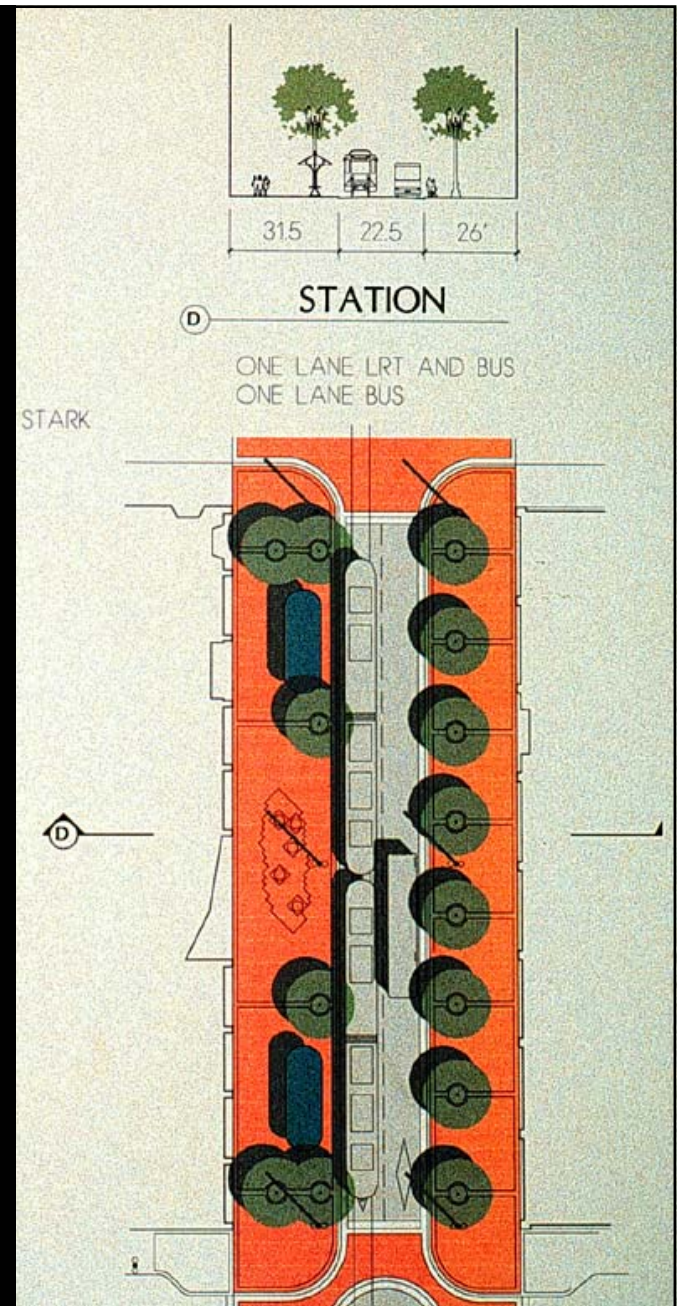 31.5 22.5 26'
STATION
D
ONE LANE LRT AND BUS
ONE LANE BUS
STARK
D